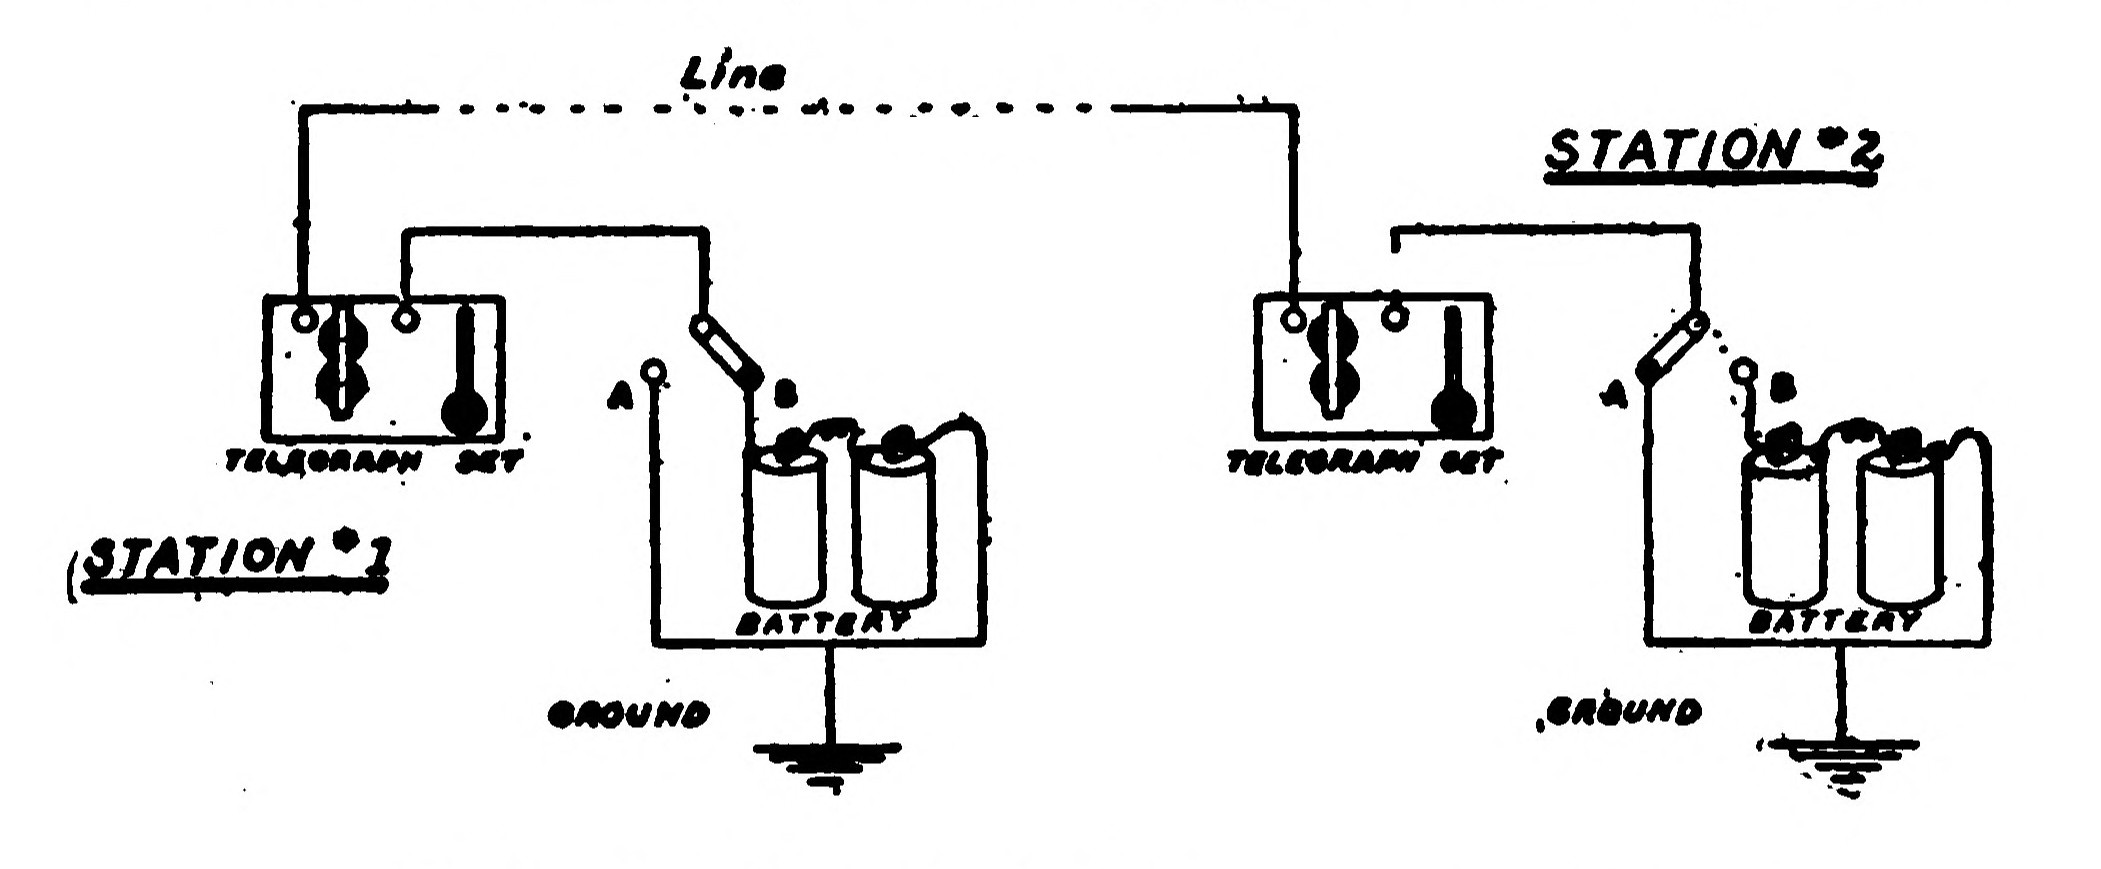 Line
STATION #2
A
B
A
B
TELEGRAPH SET
TELEGRAPH SET
STATION #1
BATTERY
BATTERY
GROUND
GROUND